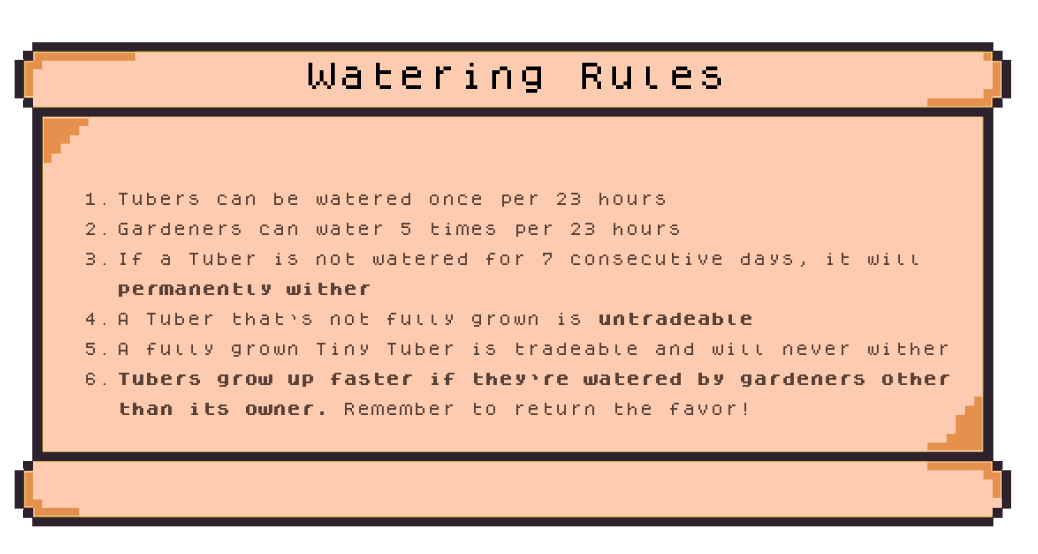 Watering Rules
1. Tubers can be watered once per 23 hours
2. Gardeners can water 5 times per 23 hours
3. If a Tuber is not watered for 7 consecutive days, it will
permanently wither
4. A Tuber that's not fully grown is untradeable
5. A fully grown Tiny Tuber is tradeable and will never wither
6. Tubers grow up faster if they're watered by gardeners other
than its owner. Remember to return the favor!